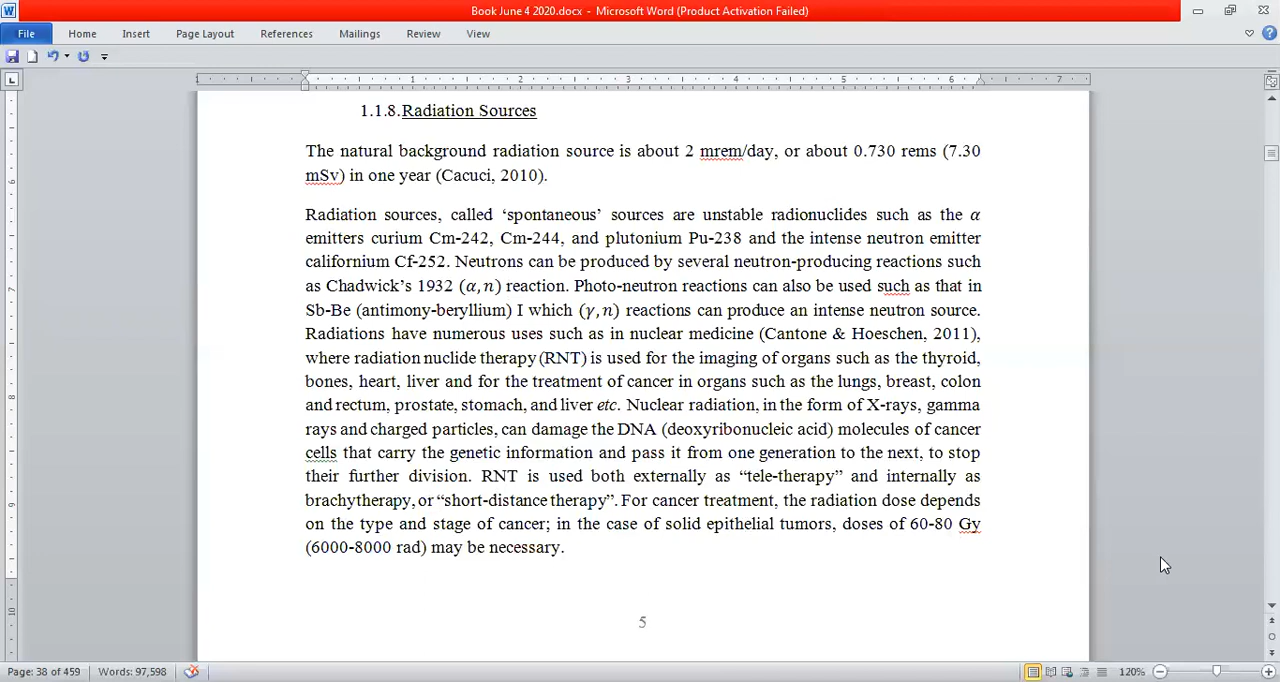 Book June 4 2020.docx - Microsoft Word (Product Activation Failed)
File Home Insert Page Layout References Mailings Review View
1 1 2 3 4 5 6 7
1.1.8. Radiation Sources
The natural background radiation source is about 2 mrem/day, or about 0.730 rems (7.30
mSv) in one year (Cacuci, 2010).
Radiation sources, called ‘spontaneous’ sources are unstable radionuclides such as the α
emitters curium Cm-242, Cm-244, and plutonium Pu-238 and the intense neutron emitter
californium Cf-252. Neutrons can be produced by several neutron-producing reactions such
as Chadwick’s 1932 (α, n) reaction. Photo-neutron reactions can also be used such as that in
Sb-Be (antimony-beryllium) I which (γ, n) reactions can produce an intense neutron source.
Radiations have numerous uses such as in nuclear medicine (Cantone & Hoeschen, 2011),
where radiation nuclide therapy (RNT) is used for the imaging of organs such as the thyroid,
bones, heart, liver and for the treatment of cancer in organs such as the lungs, breast, colon
and rectum, prostate, stomach, and liver etc. Nuclear radiation, in the form of X-rays, gamma
rays and charged particles, can damage the DNA (deoxyribonucleic acid) molecules of cancer
cells that carry the genetic information and pass it from one generation to the next, to stop
their further division. RNT is used both externally as “tele-therapy” and internally as
brachytherapy, or “short-distance therapy”. For cancer treatment, the radiation dose depends
on the type and stage of cancer; in the case of solid epithelial tumors, doses of 60-80 Gy
(6000-8000 rad) may be necessary.
5
6
7
8
9
10
Page: 38 of 459 Words: 97,598 120%